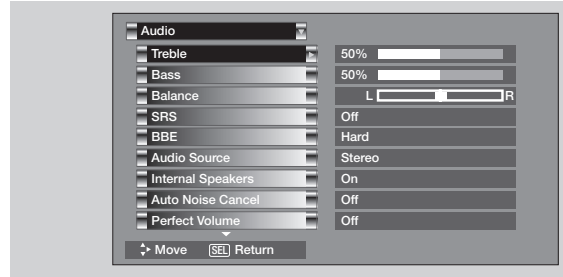 Audio
Treble 50%
Bass 50%
Balance L R
SRS Off
BBE Hard
Audio Source Stereo
Internal Speakers On
Auto Noise Cancel Off
Perfect Volume Off
Move SEL Return